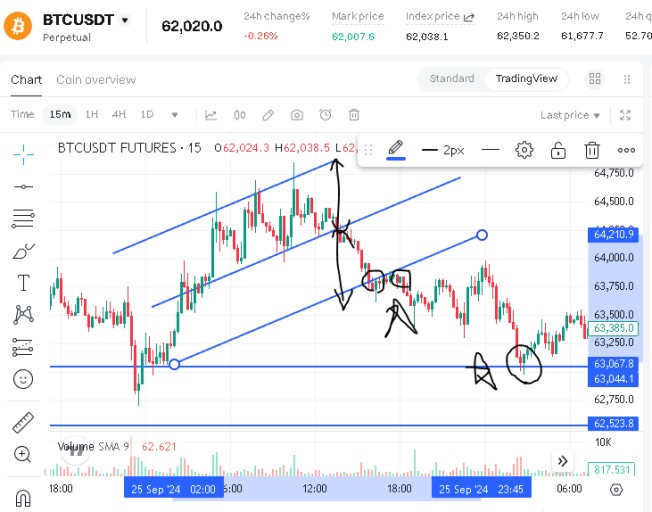 BTCUSDT
Perpetual
62,020.0
24h change%
-0.26%
Mark price
62,007.6
Index price
62,038.1
24h high
62,350.2
24h low
61,677.7
24h q
52.70
Chart
Coin overview
Standard
TradingView
Time 15m 1H 4H 1D
Last price
BTCUSDT FUTURES · 15 O62,024.3 H62,038.5 L62,
2px
64,750.0
64,500.0
64,210.9
64,000.0
63,750.0
63,500.0
63,385.0
63,250.0
63,067.8
63,044.1
62,750.0
62,523.8
Volume SMA 9 62.621
10K
817.531
18:00
25 Sep '24 02:00
6:00
12:00
18:00
25 Sep '24 23:45
06:00